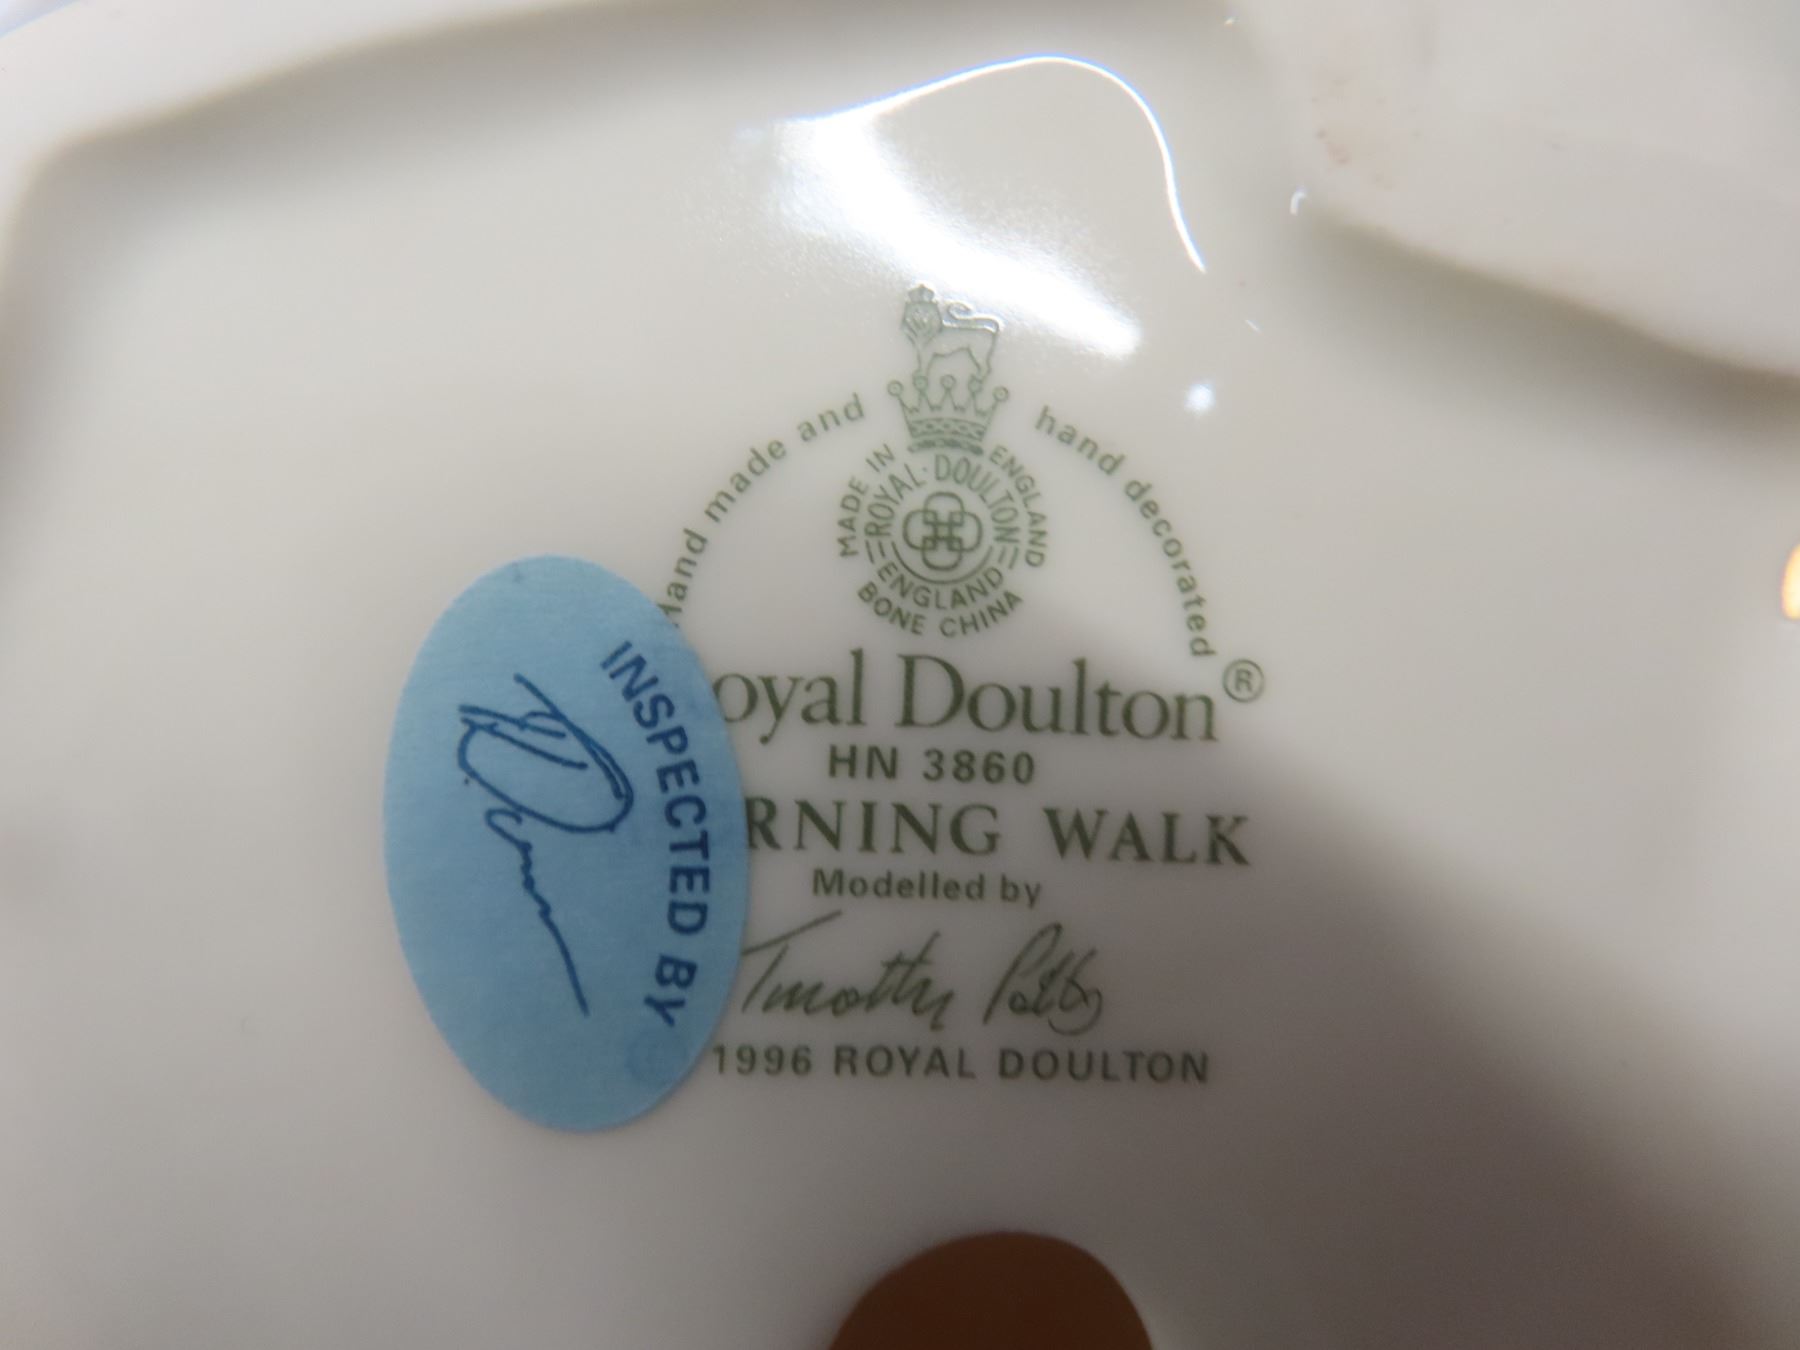 Hand made and hand decorated
MADE IN ENGLAND
ROYAL·DOULTON
ENGLAND
BONE CHINA
oyal Doulton®
HN 3860
RNING WALK
Modelled by
Timothy Potts
1996 ROYAL DOULTON
INSPECTED BY